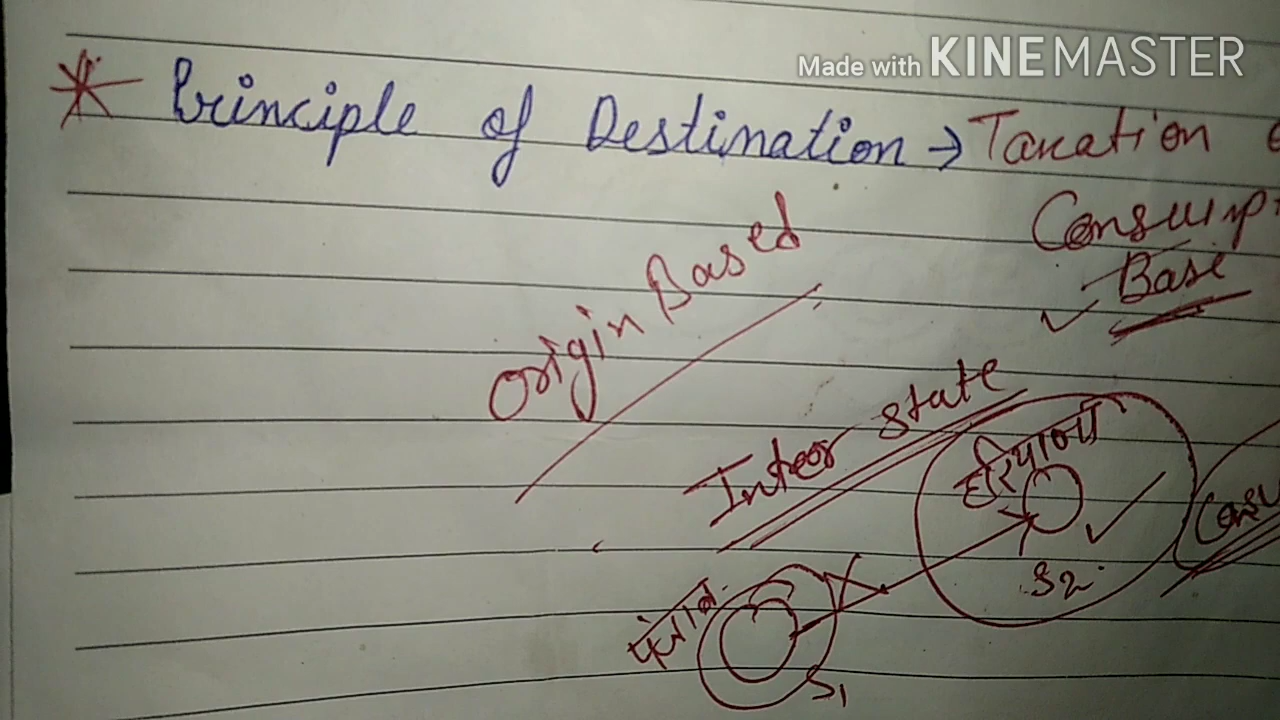 Made with KINEMASTER
* Principle of Destination → Taxation
Consump
Base
Origin Based
Inter state
हरियाणा
S2
पंजाब
S1